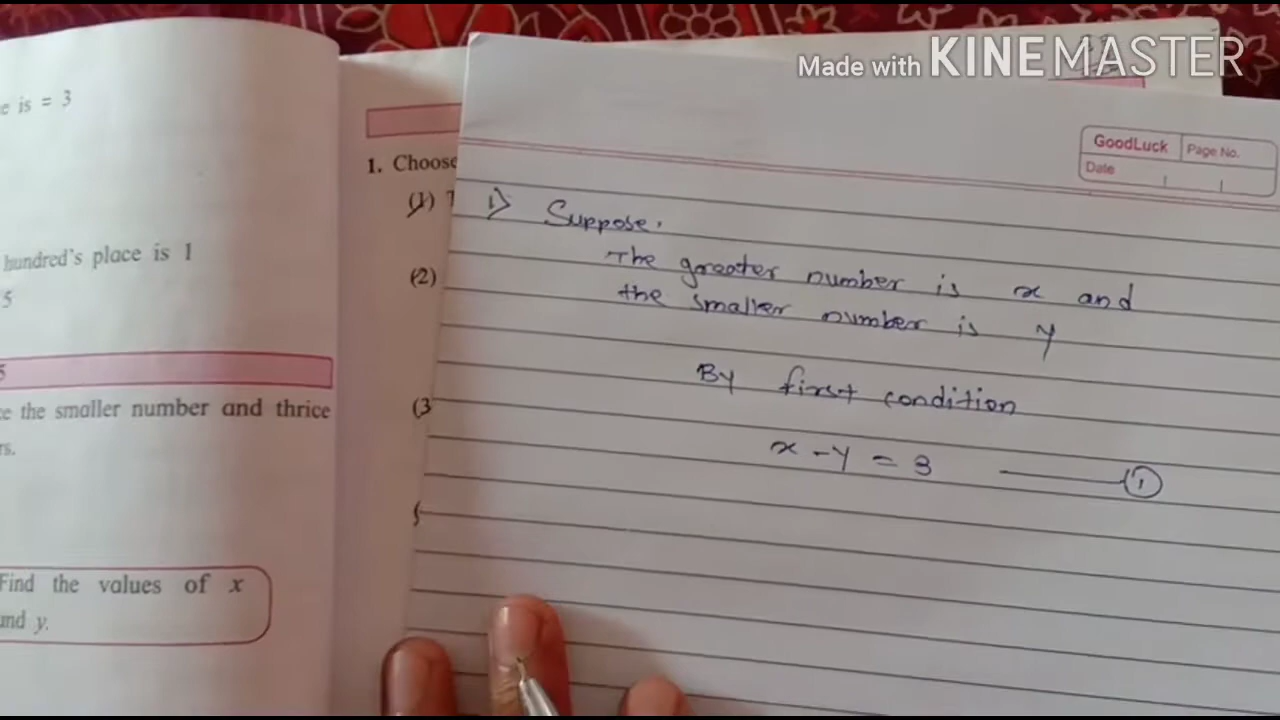 Made with KINEMASTER
e is = 3
hundred's place is 1
5
5
ce the smaller number and thrice
rs.
Find the values of x
and y.
1. Choose
(1)
(2)
(3
GoodLuck Page No.
Date
1) Suppose,
The greater number is x and
the smaller number is y
By first condition
x - y = 3 ——— ①